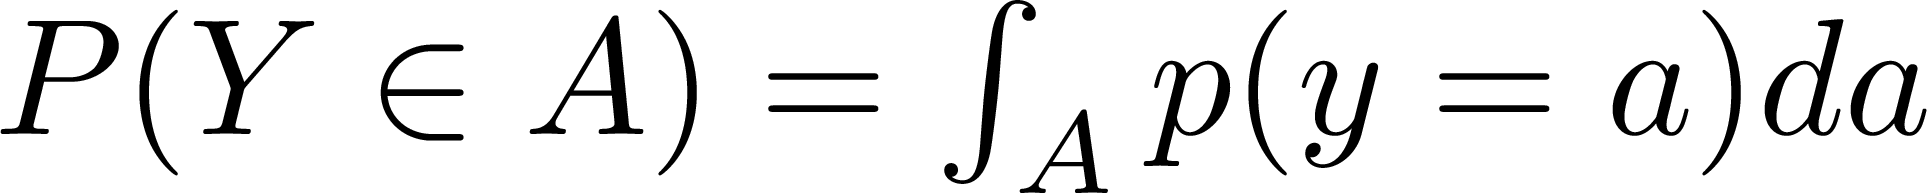 P(Y ∈ A) = ∫_A p(y = a)da